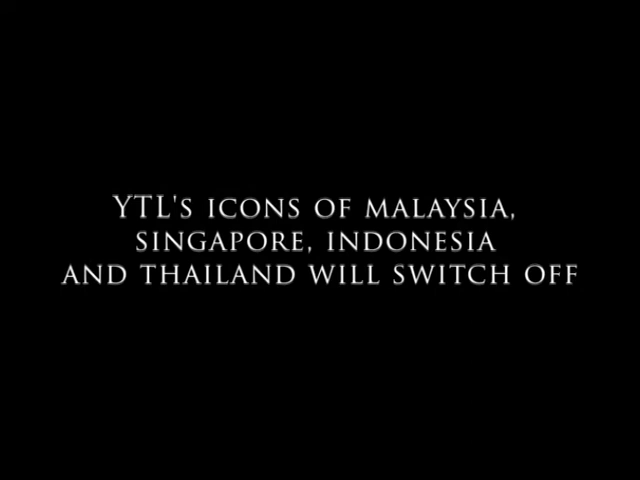 YTL'S ICONS OF MALAYSIA,
SINGAPORE, INDONESIA
AND THAILAND WILL SWITCH OFF